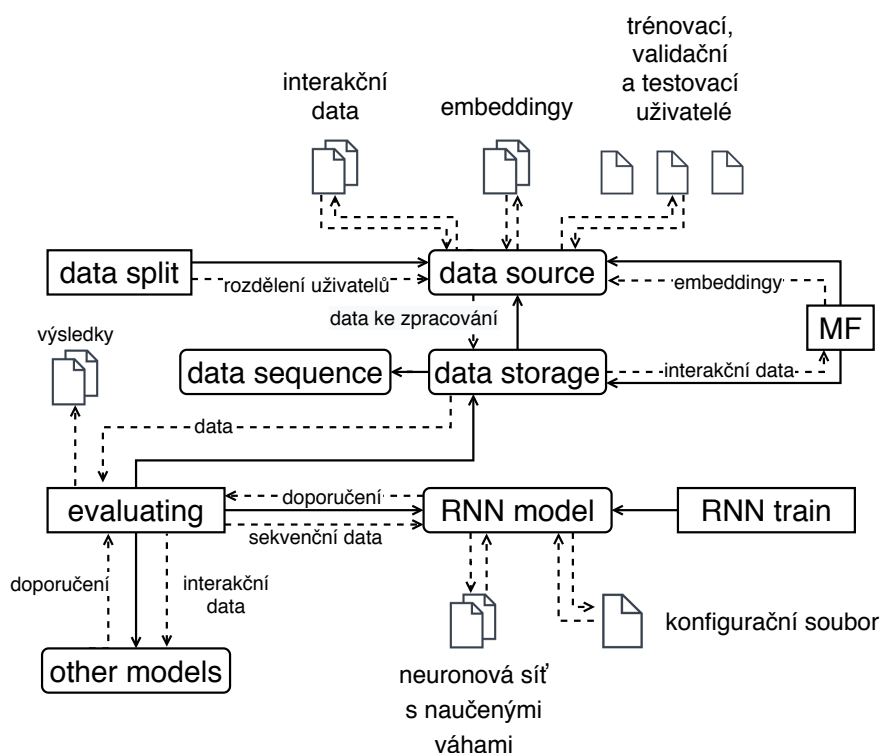 trénovací,
validační
a testovací
uživatelé
interakční
data
embeddingy
data split
rozdělení uživatelů
data source
embeddingy
data ke zpracování
MF
výsledky
data sequence
data storage
interakční data
data
evaluating
doporučení
RNN model
RNN train
sekvenční data
doporučení
interakční
data
konfigurační soubor
other models
neuronová síť
s naučenými
váhami